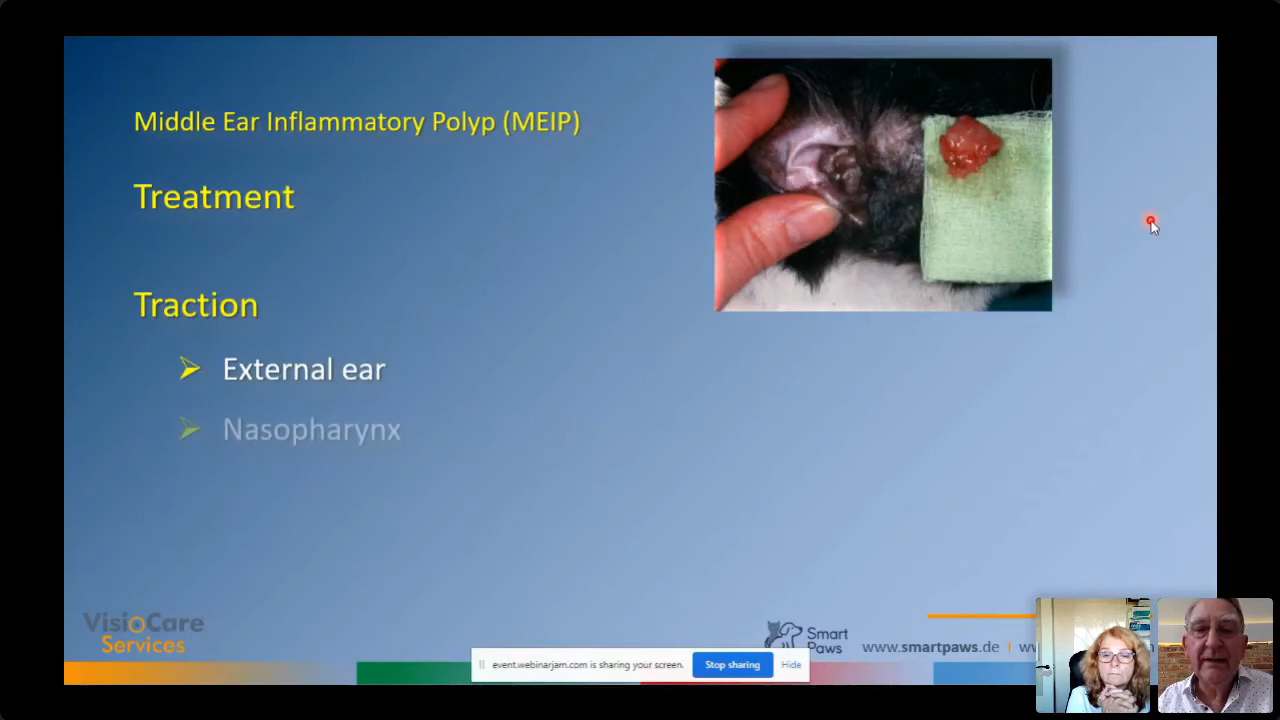 Middle Ear Inflammatory Polyp (MEIP)
Treatment
Traction
External ear
Nasopharynx
VisioCare
Services
Smart
Paws
www.smartpaws.de
event.webinarjam.com is sharing your screen.
Stop sharing
Hide